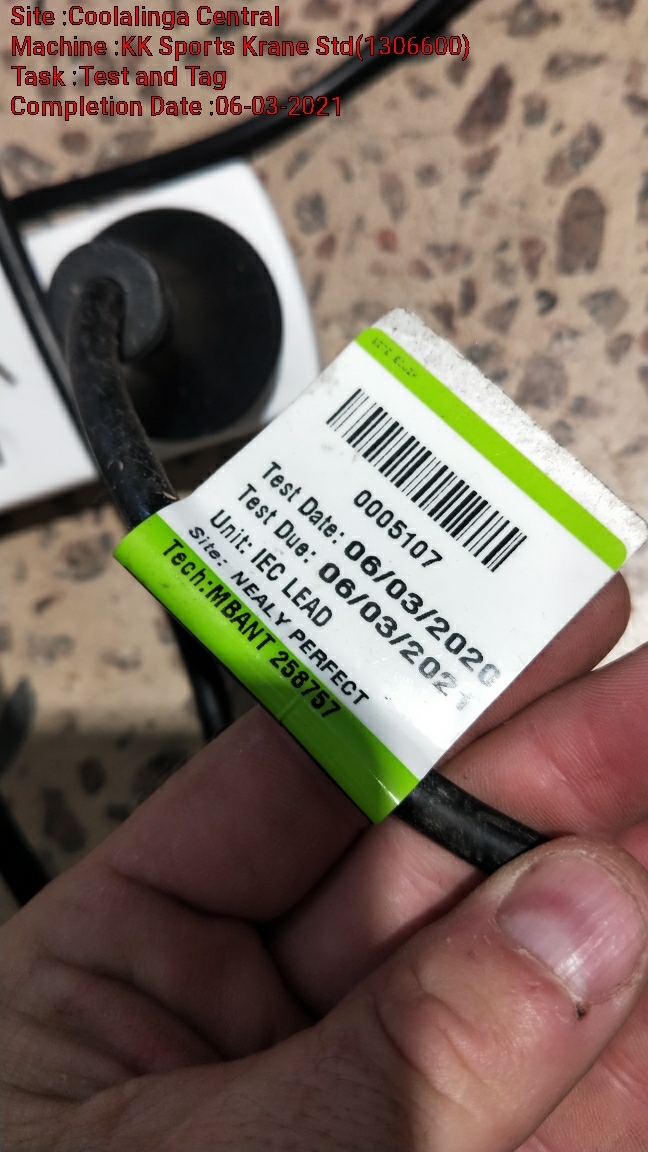 Site :Coolalinga Central
Machine :KK Sports Krane Std(1306600)
Task :Test and Tag
Completion Date :06-03-2021
0005107
Test Date: 06/03/2020
Test Due: 06/03/2021
Unit: IEC LEAD
Site: NEALY PERFECT
Tech:MBANT 258757